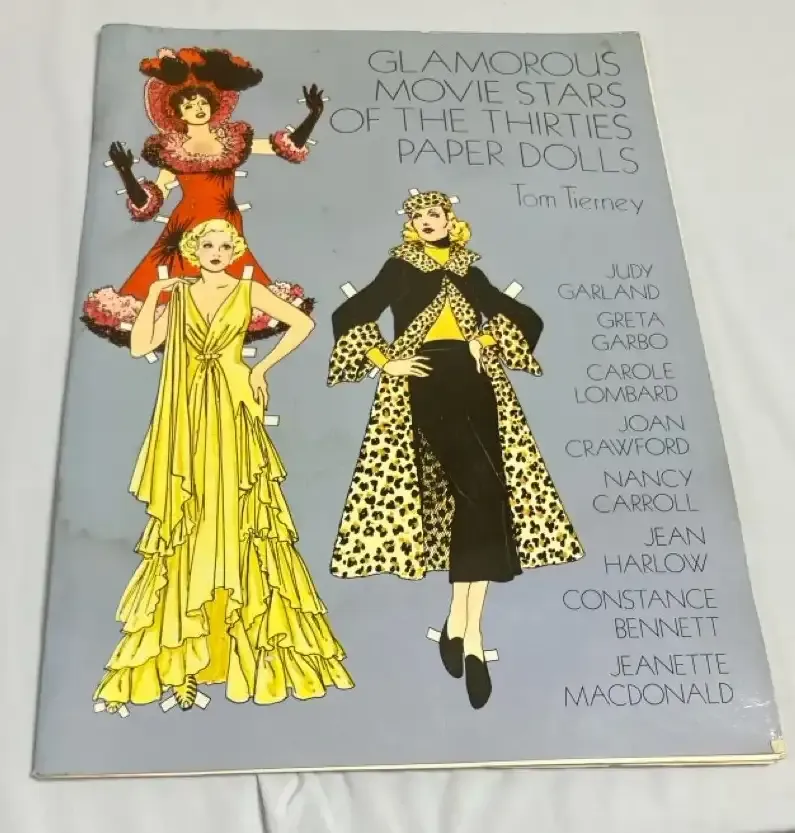 GLAMOROUS
MOVIE STARS
OF THE THIRTIES
PAPER DOLLS
Tom Tierney
JUDY
GARLAND
GRETA
GARBO
CAROLE
LOMBARD
JOAN
CRAWFORD
NANCY
CARROLL
JEAN
HARLOW
CONSTANCE
BENNETT
JEANETTE
MACDONALD